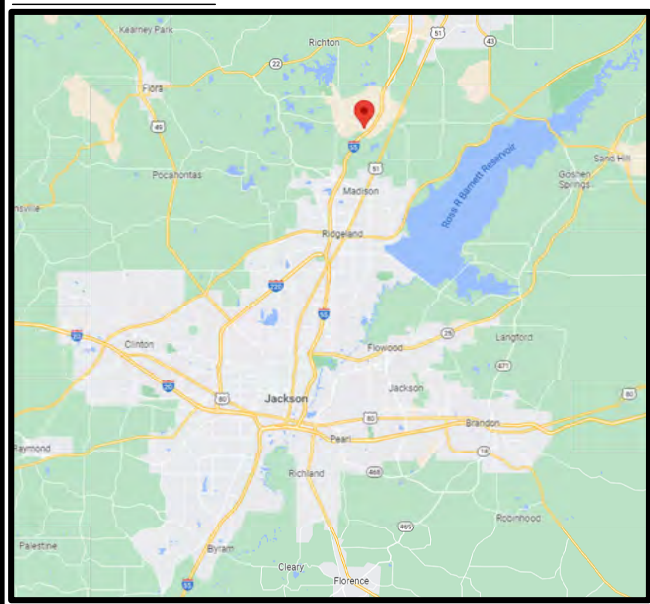 Kearney Park
51
43
Richton
22
Flora
49
55
51
Sand Hill
Goshen
Springs
Pocahontas
Madison
nsville
Ross R Barnett Reservoir
Ridgeland
220
55
20
25
Clinton
Flowood
Langford
471
20
Jackson
80
80
Jackson
80
Brandon
Pearl
18
Raymond
468
Richland
Robinhood
469
Palestine
Byram
Cleary
55
Florence